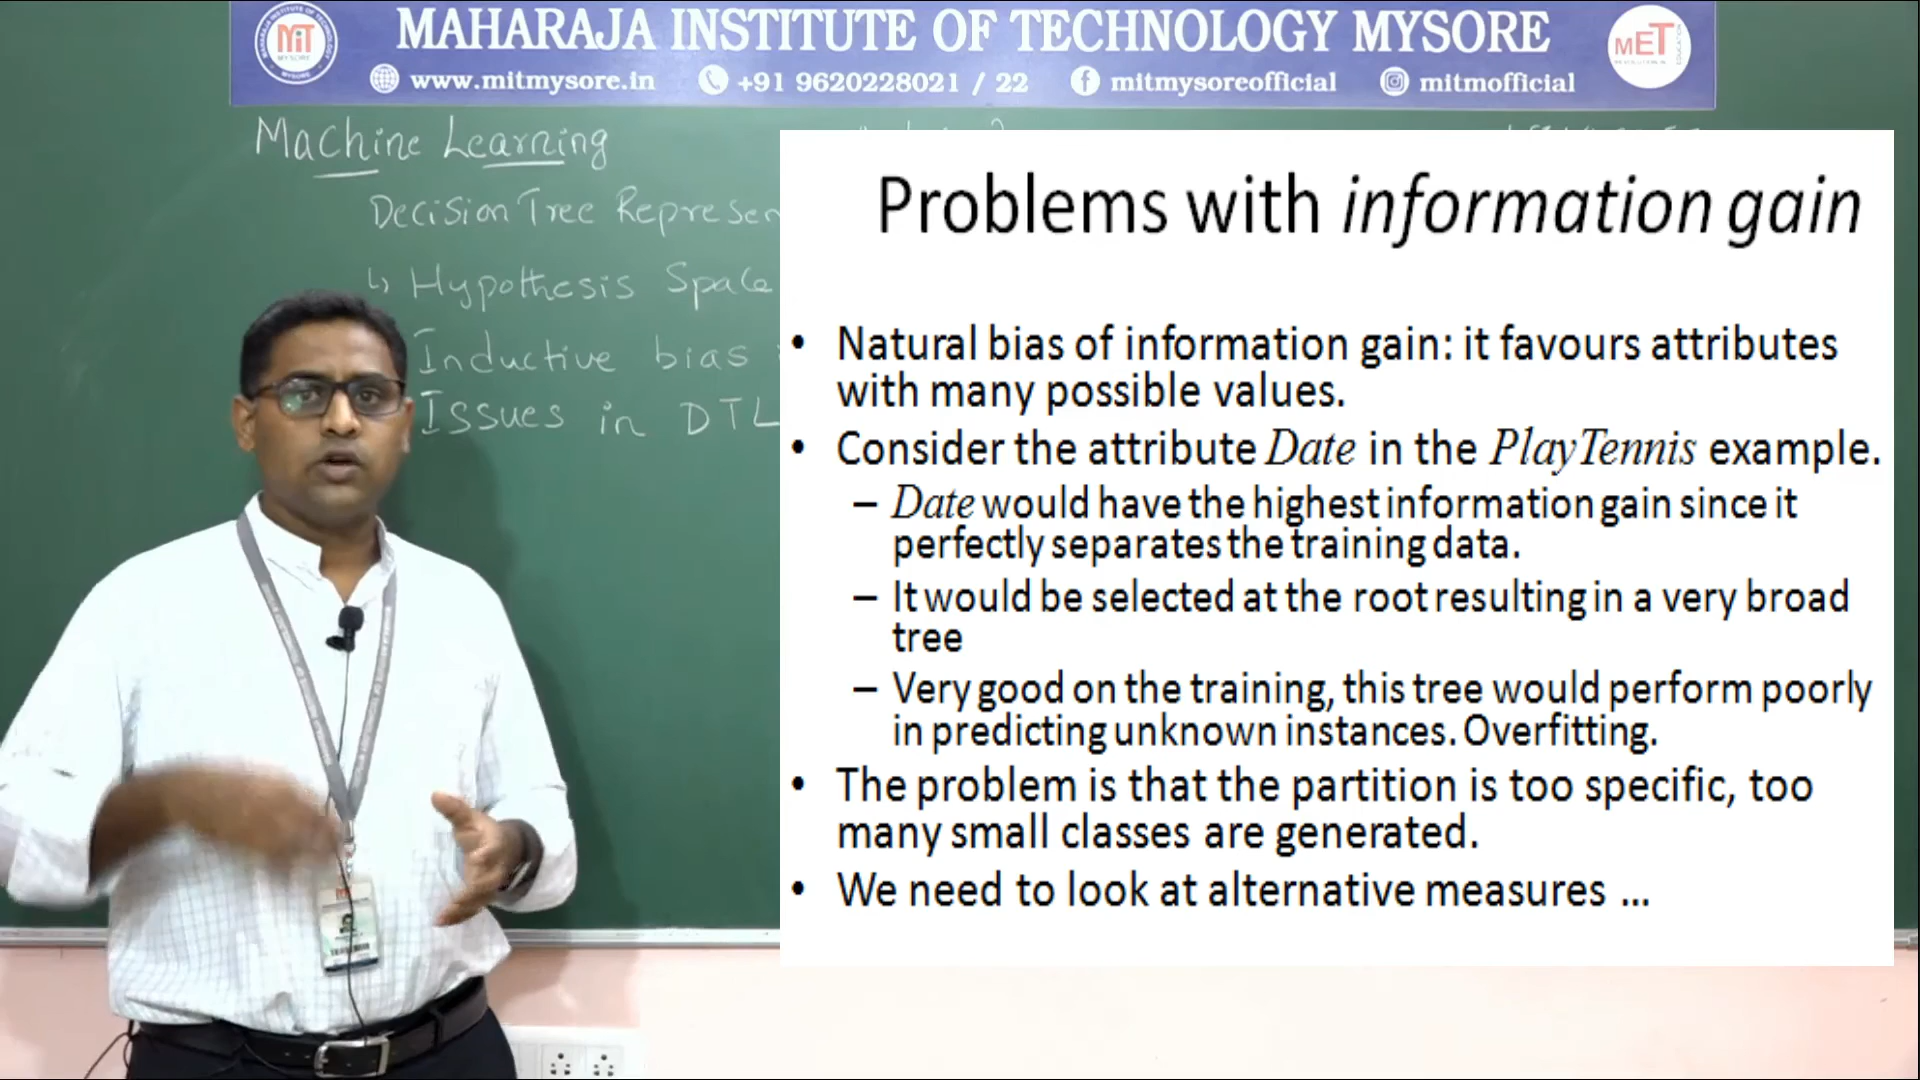 MAHARAJA INSTITUTE OF TECHNOLOGY MYSORE
www.mitmysore.in +91 9620228021 / 22 mitmysoreofficial mitmofficial
MiT
MYSORE
MET
Machine Learning
Decision Tree Represen
↳ Hypothesis Space
Inductive bias
Issues in DTL
Problems with information gain
• Natural bias of information gain: it favours attributes
with many possible values.
• Consider the attribute Date in the PlayTennis example.
– Date would have the highest information gain since it
perfectly separates the training data.
– It would be selected at the root resulting in a very broad
tree
– Very good on the training, this tree would perform poorly
in predicting unknown instances. Overfitting.
• The problem is that the partition is too specific, too
many small classes are generated.
• We need to look at alternative measures ...